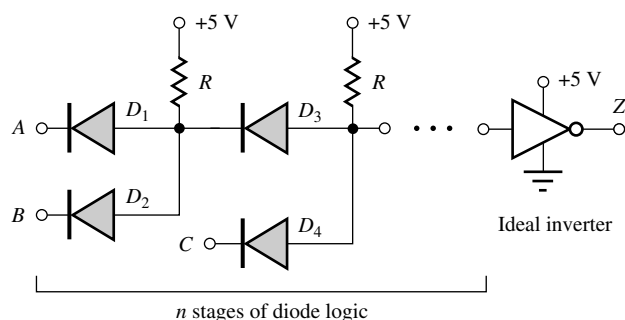 +5 V
+5 V
R
R
+5 V
A
D1
D3
Z
B
D2
C
D4
Ideal inverter
n stages of diode logic